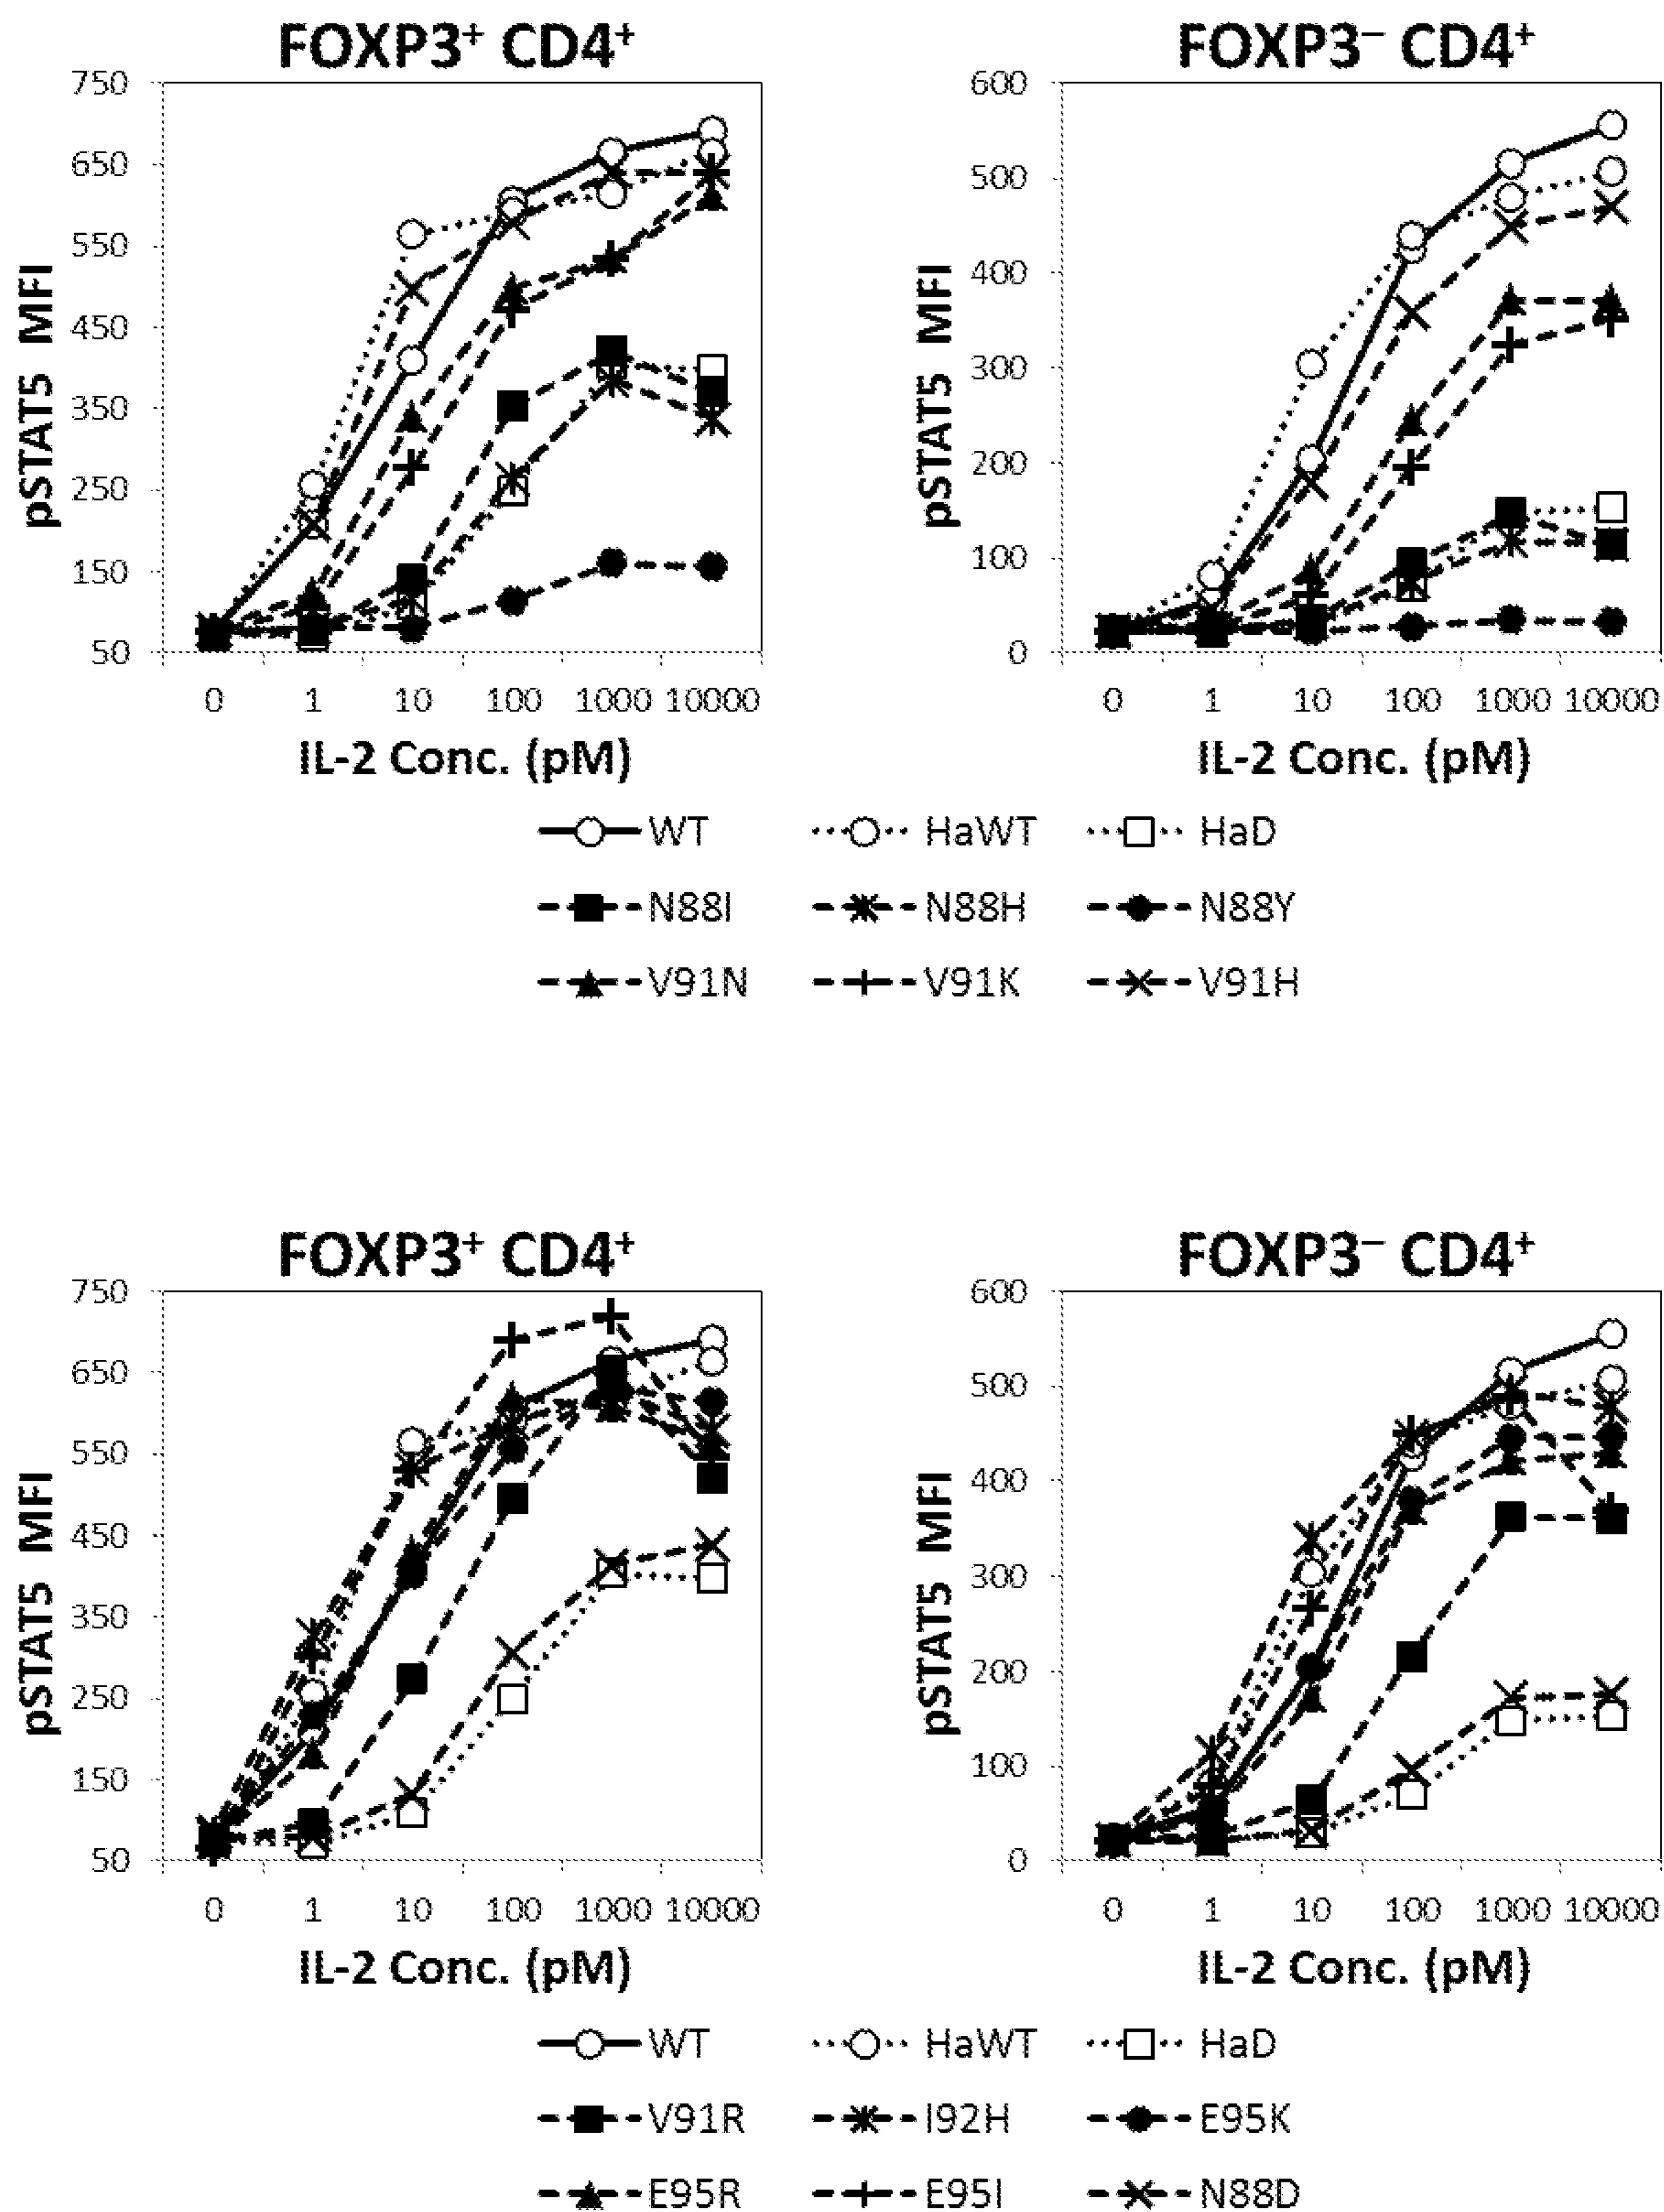 FOXP3⁺ CD4⁺ FOXP3⁻ CD4⁺
750 600
650 500
550 400
450 300
350 200
250 100
150 0
50
pSTAT5 MFI pSTAT5 MFI
0 1 10 100 1000 10000 0 1 10 100 1000 10000
IL-2 Conc. (pM) IL-2 Conc. (pM)
WT HaWT HaD
N88I N88H N88Y
V91N V91K V91H
FOXP3⁺ CD4⁺ FOXP3⁻ CD4⁺
750 600
650 500
550 400
450 300
350 200
250 100
150 0
50
pSTAT5 MFI pSTAT5 MFI
0 1 10 100 1000 10000 0 1 10 100 1000 10000
IL-2 Conc. (pM) IL-2 Conc. (pM)
WT HaWT HaD
V91R I92H E95K
E95R E95I N88D